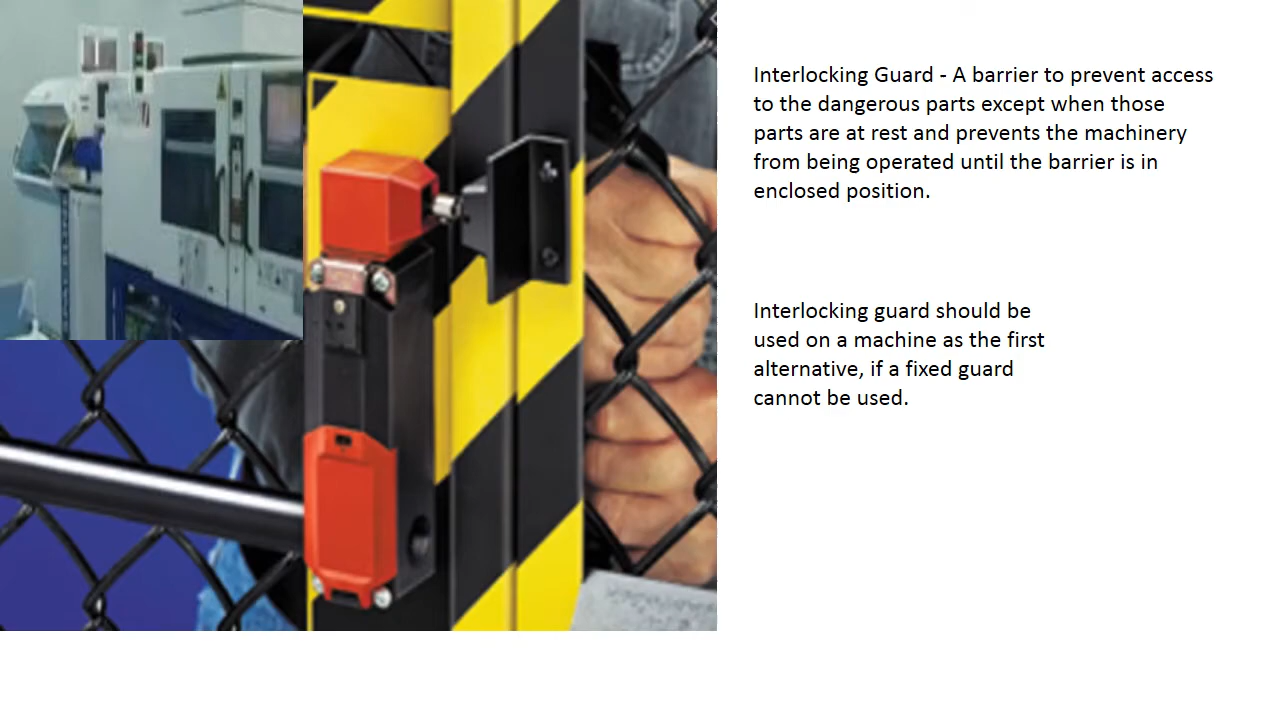 Interlocking Guard - A barrier to prevent access
to the dangerous parts except when those
parts are at rest and prevents the machinery
from being operated until the barrier is in
enclosed position.
Interlocking guard should be
used on a machine as the first
alternative, if a fixed guard
cannot be used.